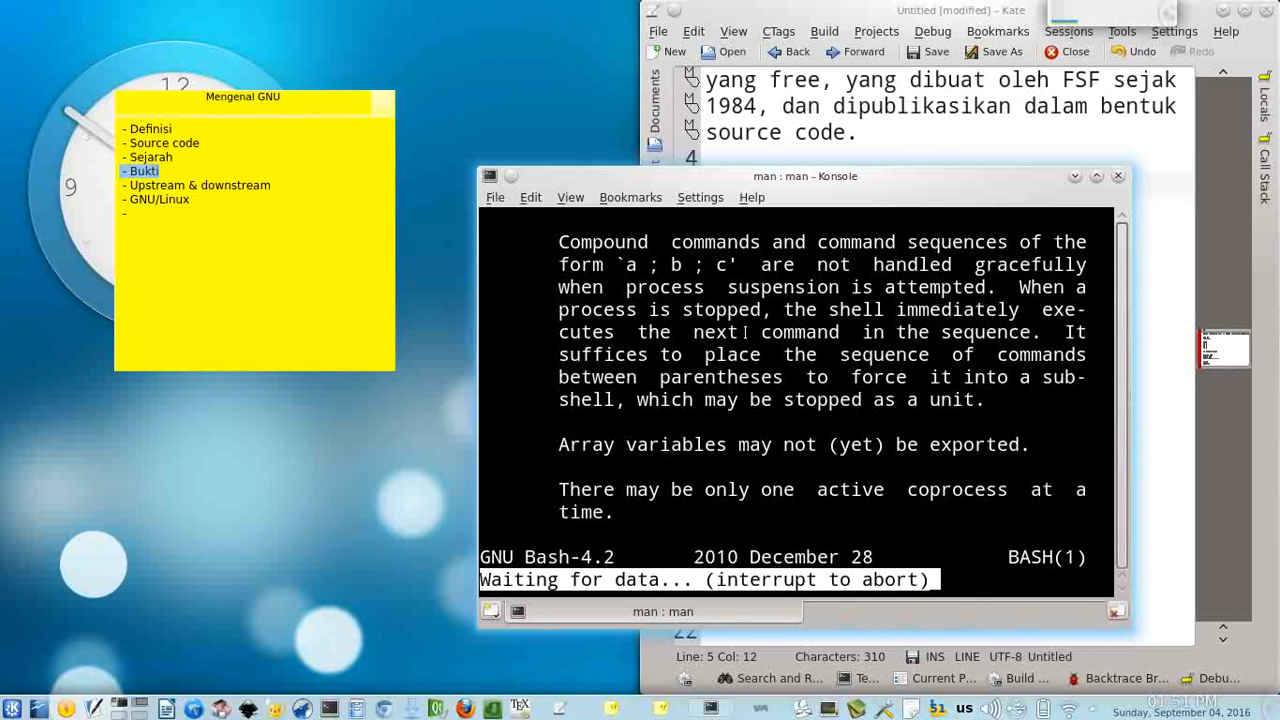 12
9
Mengenal GNU
- Definisi
- Source code
- Sejarah
- Bukti
- Upstream & downstream
- GNU/Linux
-
Untitled [modified] – Kate
File Edit View CTags Build Projects Debug Bookmarks Sessions Tools Settings Help
New Open Back Forward Save Save As Close Undo Redo
Documents
yang free, yang dibuat oleh FSF sejak
1984, dan dipublikasikan dalam bentuk
source code.
4
Locals
Call Stack
man : man – Konsole
File Edit View Bookmarks Settings Help
Compound commands and command sequences of the
form `a ; b ; c' are not handled gracefully
when process suspension is attempted. When a
process is stopped, the shell immediately exe-
cutes the next command in the sequence. It
suffices to place the sequence of commands
between parentheses to force it into a sub-
shell, which may be stopped as a unit.
Array variables may not (yet) be exported.
There may be only one active coprocess at a
time.
GNU Bash-4.2 2010 December 28 BASH(1)
Waiting for data... (interrupt to abort)
man : man
22
Line: 5 Col: 12 Characters: 310 INS LINE UTF-8 Untitled
Search and R... Te... Current P... Build ... Backtrace Br... Debu...
us
01:51 PM
Sunday, September 04, 2016